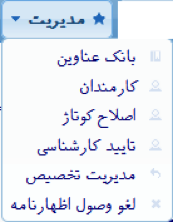 مدیریت
بانک عناوین
کارمندان
اصلاح کوتاژ
تایید کارشناسی
مدیریت تخصیص
لغو وصول اظهارنامه